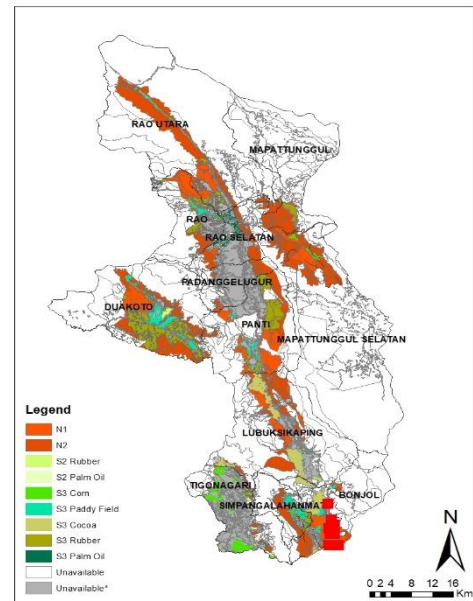 RAO UTARA
MAPATTUNGGUL
RAO
RAO SELATAN
PADANGGELUGUR
DUAKOTO
PANTI
MAPATTUNGGUL SELATAN
LUBUKSIKAPING
TIGONAGARI
BONJOL
SIMPANGALAHANMAT
Legend
N1
N2
S2 Rubber
S2 Palm Oil
S3 Corn
S3 Paddy Field
S3 Cocoa
S3 Rubber
S3 Palm Oil
Unavailable
Unavailable*
N
0 2 4 8 12 16
Km